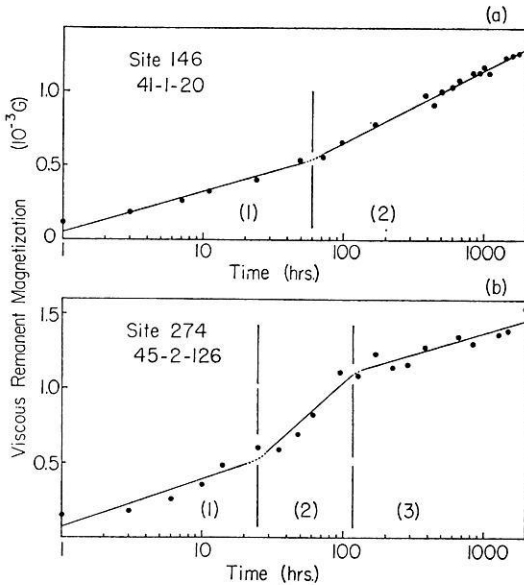 (a)
Site 146
41-1-20
1.0
0.5
0
(10⁻³G)
(1)
(2)
1
10
100
1000
Time (hrs.)
Viscous Remanent Magnetization
(b)
Site 274
45-2-126
1.5
1.0
0.5
(1)
(2)
(3)
1
10
100
1000
Time (hrs.)